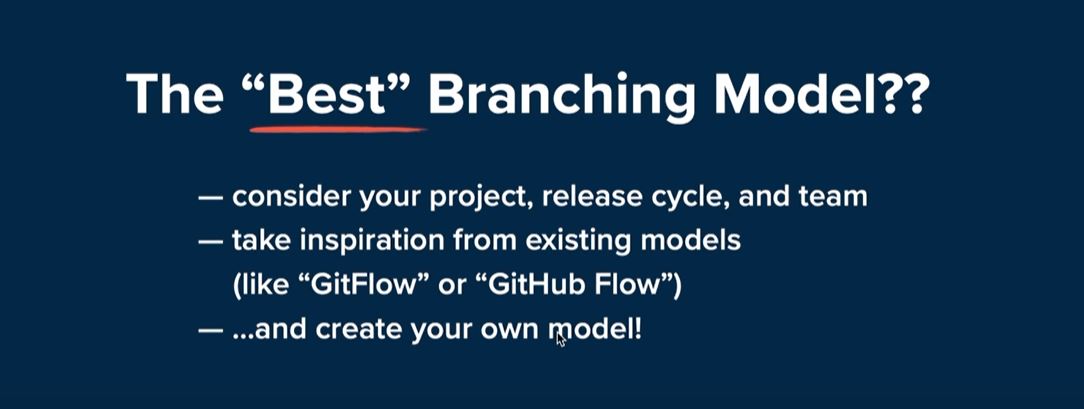 The “Best” Branching Model??
— consider your project, release cycle, and team
— take inspiration from existing models
(like “GitFlow” or “GitHub Flow”)
— ...and create your own model!